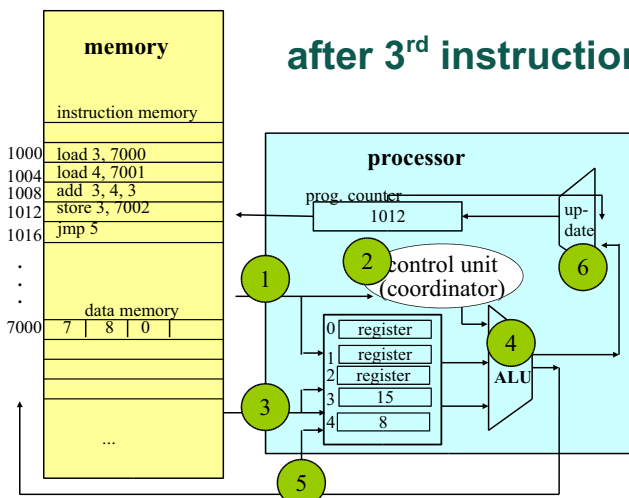 after 3rd instruction
memory
instruction memory
1000 load 3, 7000
1004 load 4, 7001
1008 add 3, 4, 3
1012 store 3, 7002
1016 jmp 5
.
.
.
data memory
7000 7 8 0
...
processor
prog. counter
1012
up-
date
1
2
control unit
(coordinator)
6
0 register
1 register
2 register
3 15
4 8
4
ALU
3
5